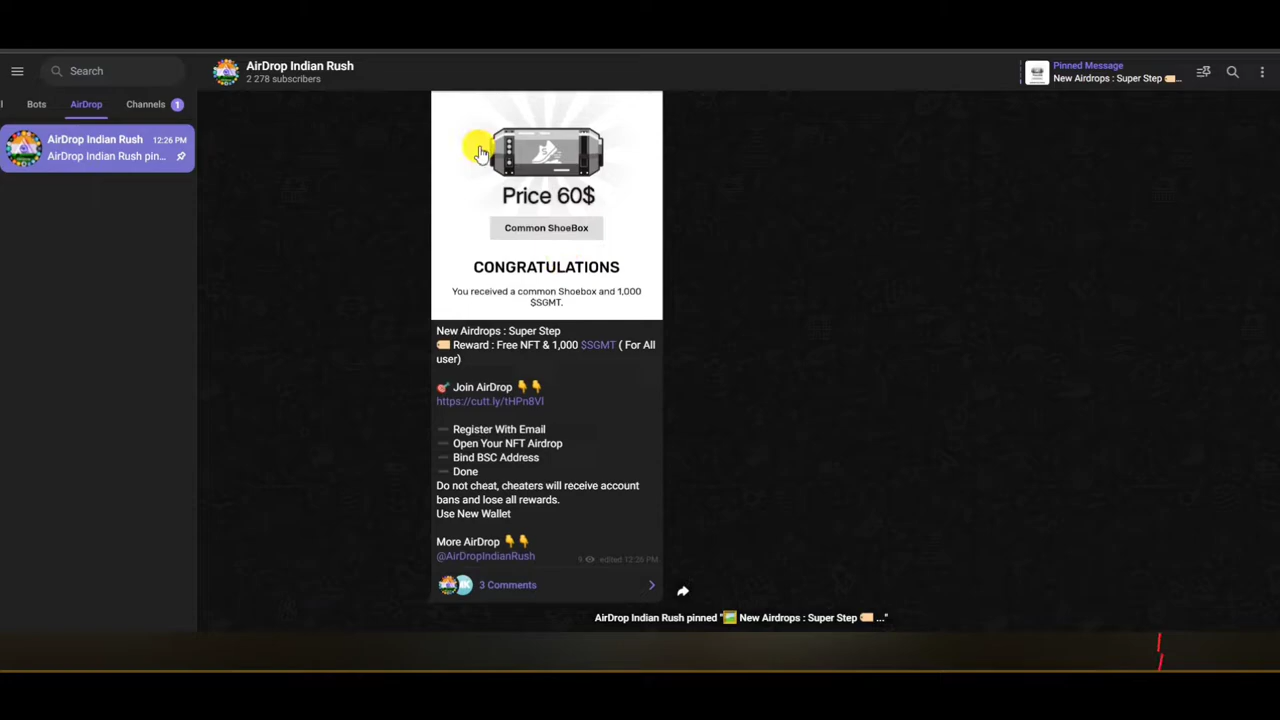 Search
AirDrop Indian Rush
2 278 subscribers
Pinned Message
New Airdrops : Super Step 🏷️...
Bots
AirDrop
Channels 1
AirDrop Indian Rush 12:26 PM
AirDrop Indian Rush pin...
Price 60$
Common ShoeBox
CONGRATULATIONS
You received a common Shoebox and 1,000
$SGMT.
New Airdrops : Super Step
🏷️ Reward : Free NFT & 1,000 $SGMT ( For All
user)
🎯 Join AirDrop 👇👇
https://cutt.ly/tHPn8VI
➖ Register With Email
➖ Open Your NFT Airdrop
➖ Bind BSC Address
➖ Done
Do not cheat, cheaters will receive account
bans and lose all rewards.
Use New Wallet
More AirDrop 👇👇
@AirDropIndianRush
9 edited 12:26 PM
3 Comments
AirDrop Indian Rush pinned "🖼️ New Airdrops : Super Step 🏷️ ..."